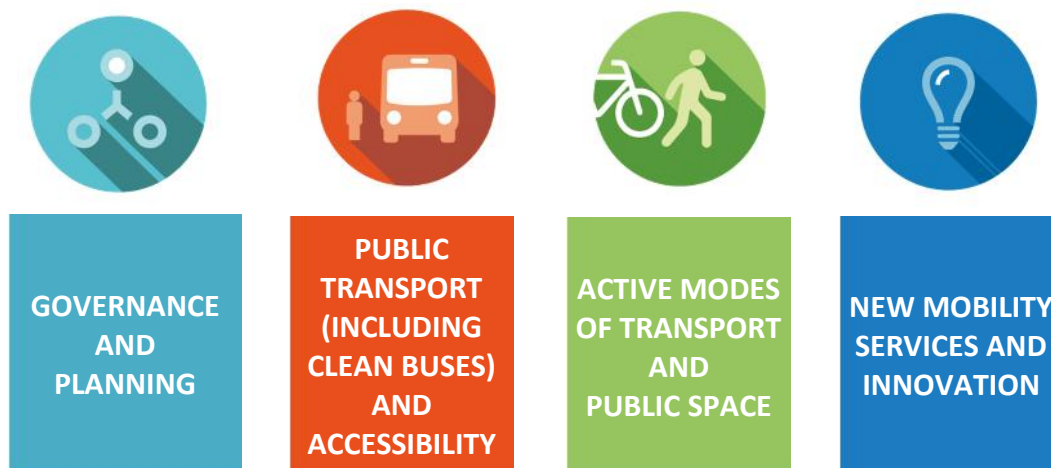 GOVERNANCE
AND
PLANNING
PUBLIC
TRANSPORT
(INCLUDING
CLEAN BUSES)
AND
ACCESSIBILITY
ACTIVE MODES
OF TRANSPORT
AND
PUBLIC SPACE
NEW MOBILITY
SERVICES AND
INNOVATION